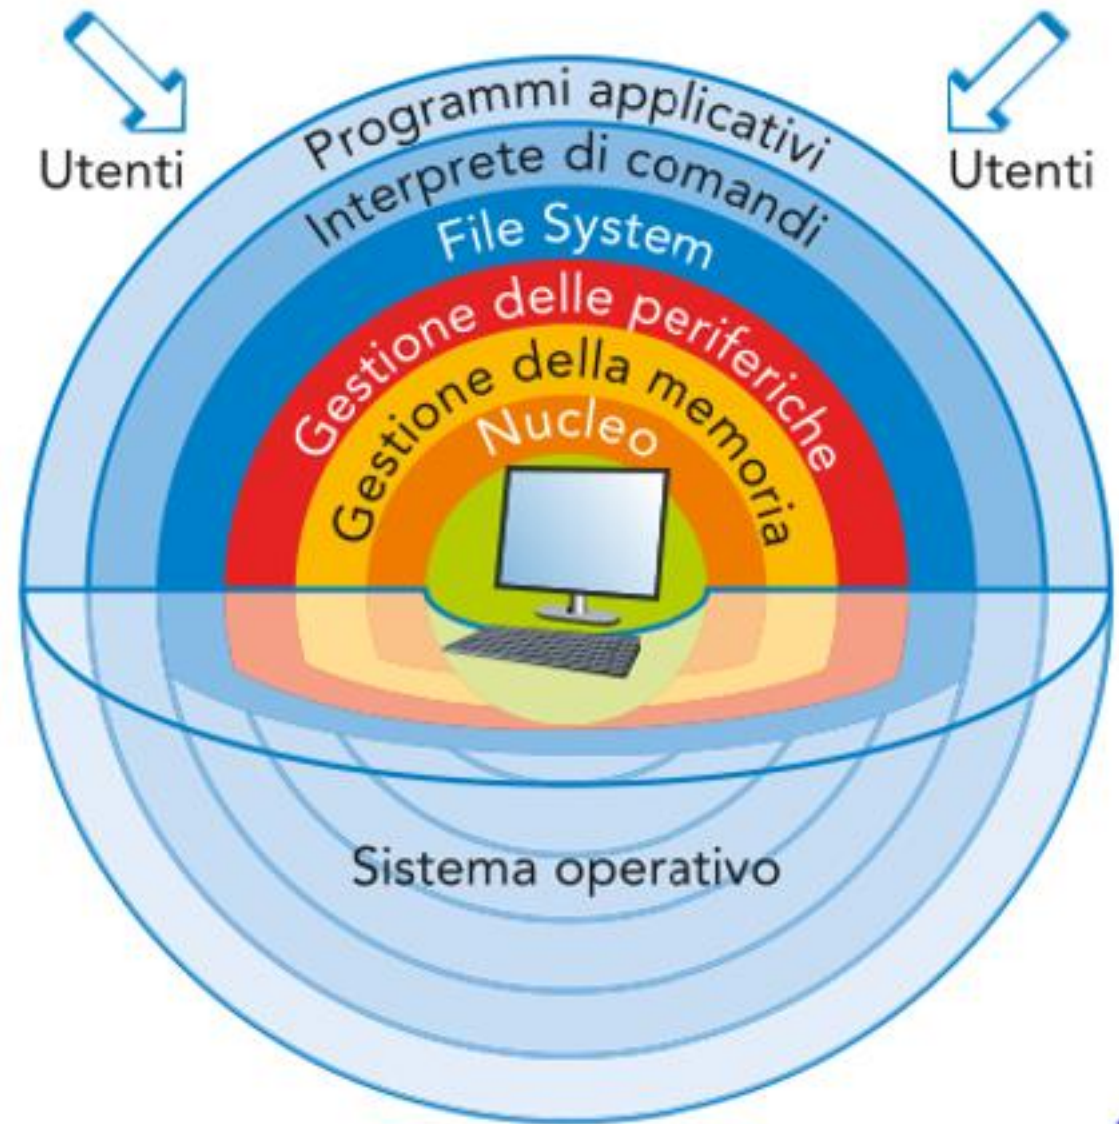 Utenti
Utenti
Programmi applicativi
Interprete di comandi
File System
Gestione delle periferiche
Gestione della memoria
Nucleo
Sistema operativo